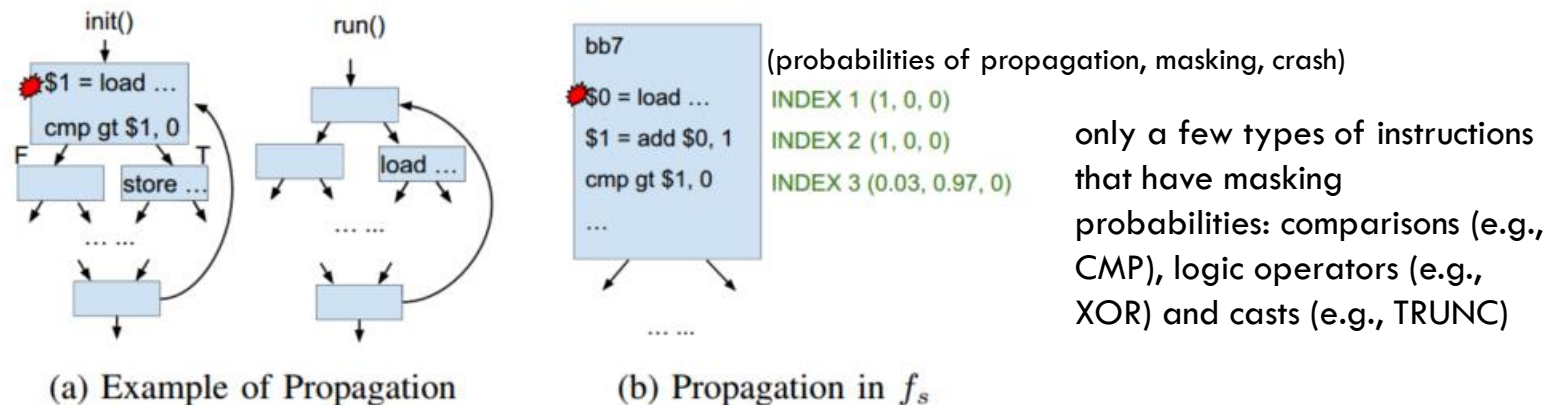 init()
$1 = load …
cmp gt $1, 0
F
T
store …
… ...
run()
load …
… ...
(a) Example of Propagation
bb7
(probabilities of propagation, masking, crash)
$0 = load …
INDEX 1 (1, 0, 0)
$1 = add $0, 1
INDEX 2 (1, 0, 0)
cmp gt $1, 0
INDEX 3 (0.03, 0.97, 0)
…
… ...
(b) Propagation in fs
only a few types of instructions
that have masking
probabilities: comparisons (e.g.,
CMP), logic operators (e.g.,
XOR) and casts (e.g., TRUNC)